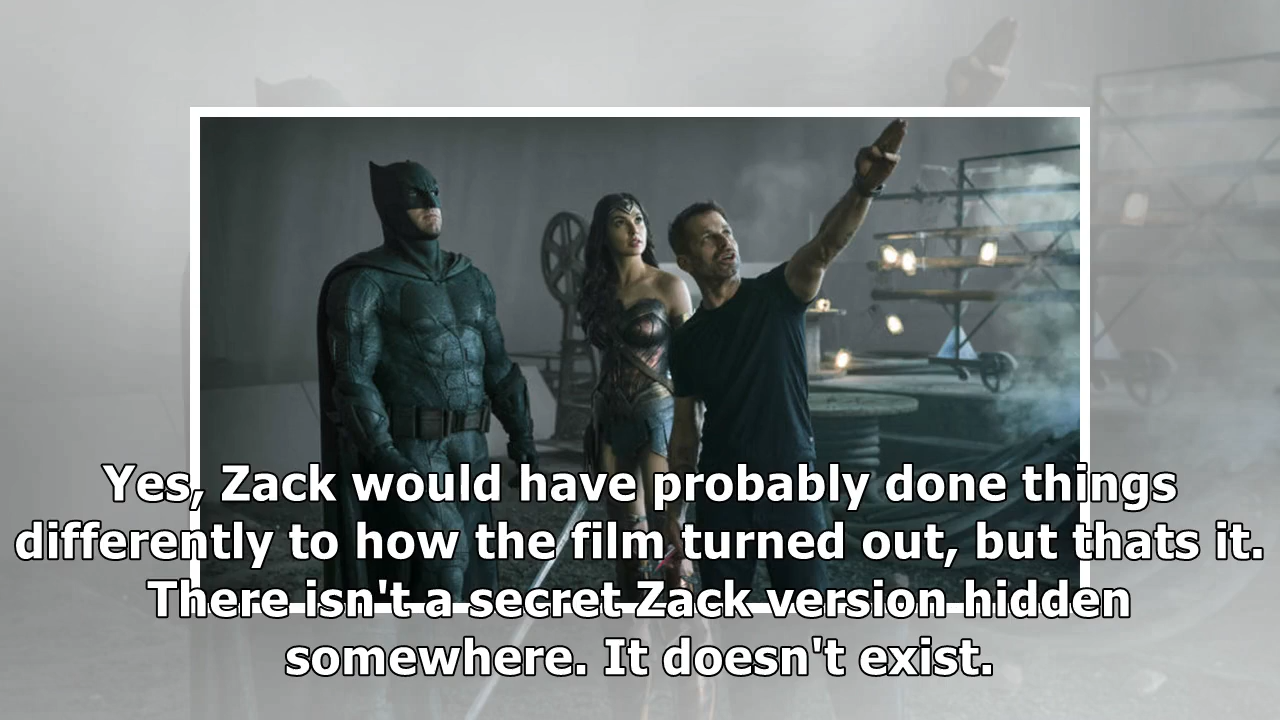 Yes, Zack would have probably done things
differently to how the film turned out, but thats it.
There isn't a secret Zack version hidden
somewhere. It doesn't exist.